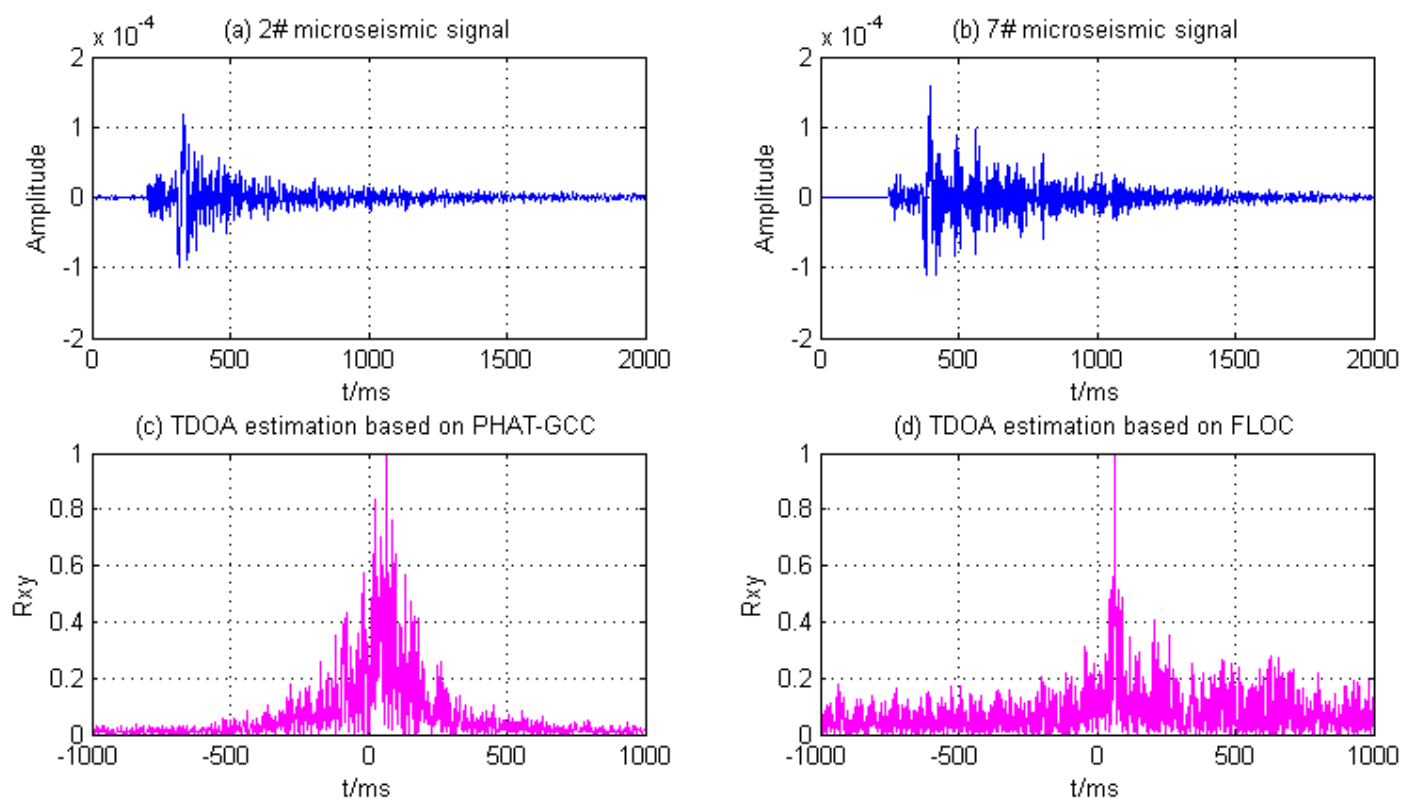 x 10^-4
(a) 2# microseismic signal
2
1
0
-1
-2
Amplitude
0 500 1000 1500 2000
t/ms
x 10^-4
(b) 7# microseismic signal
2
1
0
-1
-2
Amplitude
0 500 1000 1500 2000
t/ms
(c) TDOA estimation based on PHAT-GCC
1
0.8
0.6
0.4
0.2
0
Rxy
-1000 -500 0 500 1000
t/ms
(d) TDOA estimation based on FLOC
1
0.8
0.6
0.4
0.2
0
Rxy
-1000 -500 0 500 1000
t/ms